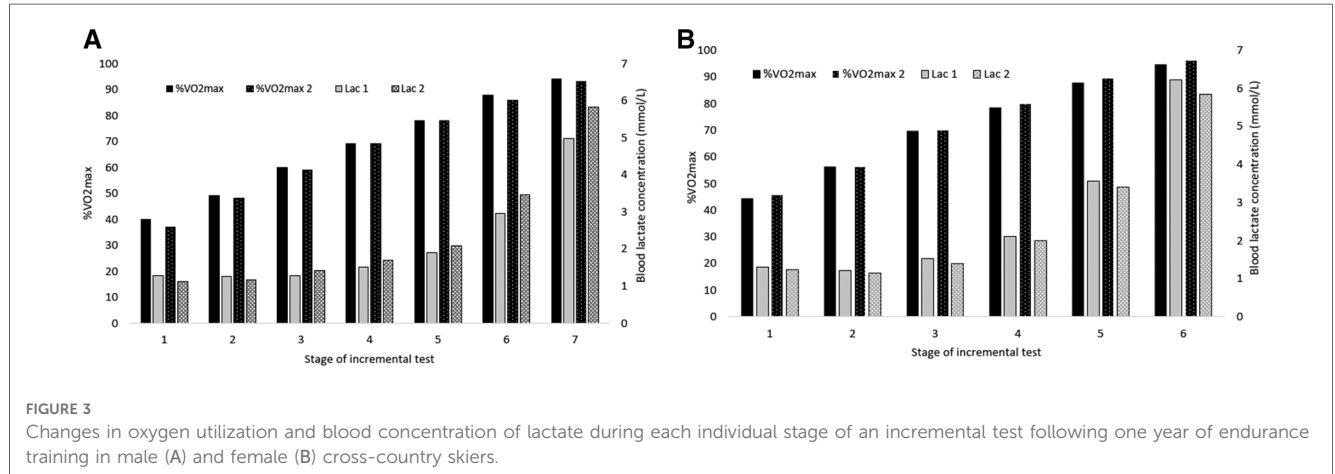 A
100
90
80
70
60
50
40
30
20
10
0
%VO2max
%VO2max %VO2max 2 Lac 1 Lac 2
7
6
5
4
3
2
1
0
Blood lactate concentration (mmol/L)
1 2 3 4 5 6 7
Stage of incremental test
B
100
90
80
70
60
50
40
30
20
10
0
%VO2max
%VO2max %VO2max 2 Lac 1 Lac 2
7
6
5
4
3
2
1
0
Blood lactate concentration (mmol/L)
1 2 3 4 5 6
Stage of incremental test
FIGURE 3
Changes in oxygen utilization and blood concentration of lactate during each individual stage of an incremental test following one year of endurance
training in male (A) and female (B) cross-country skiers.